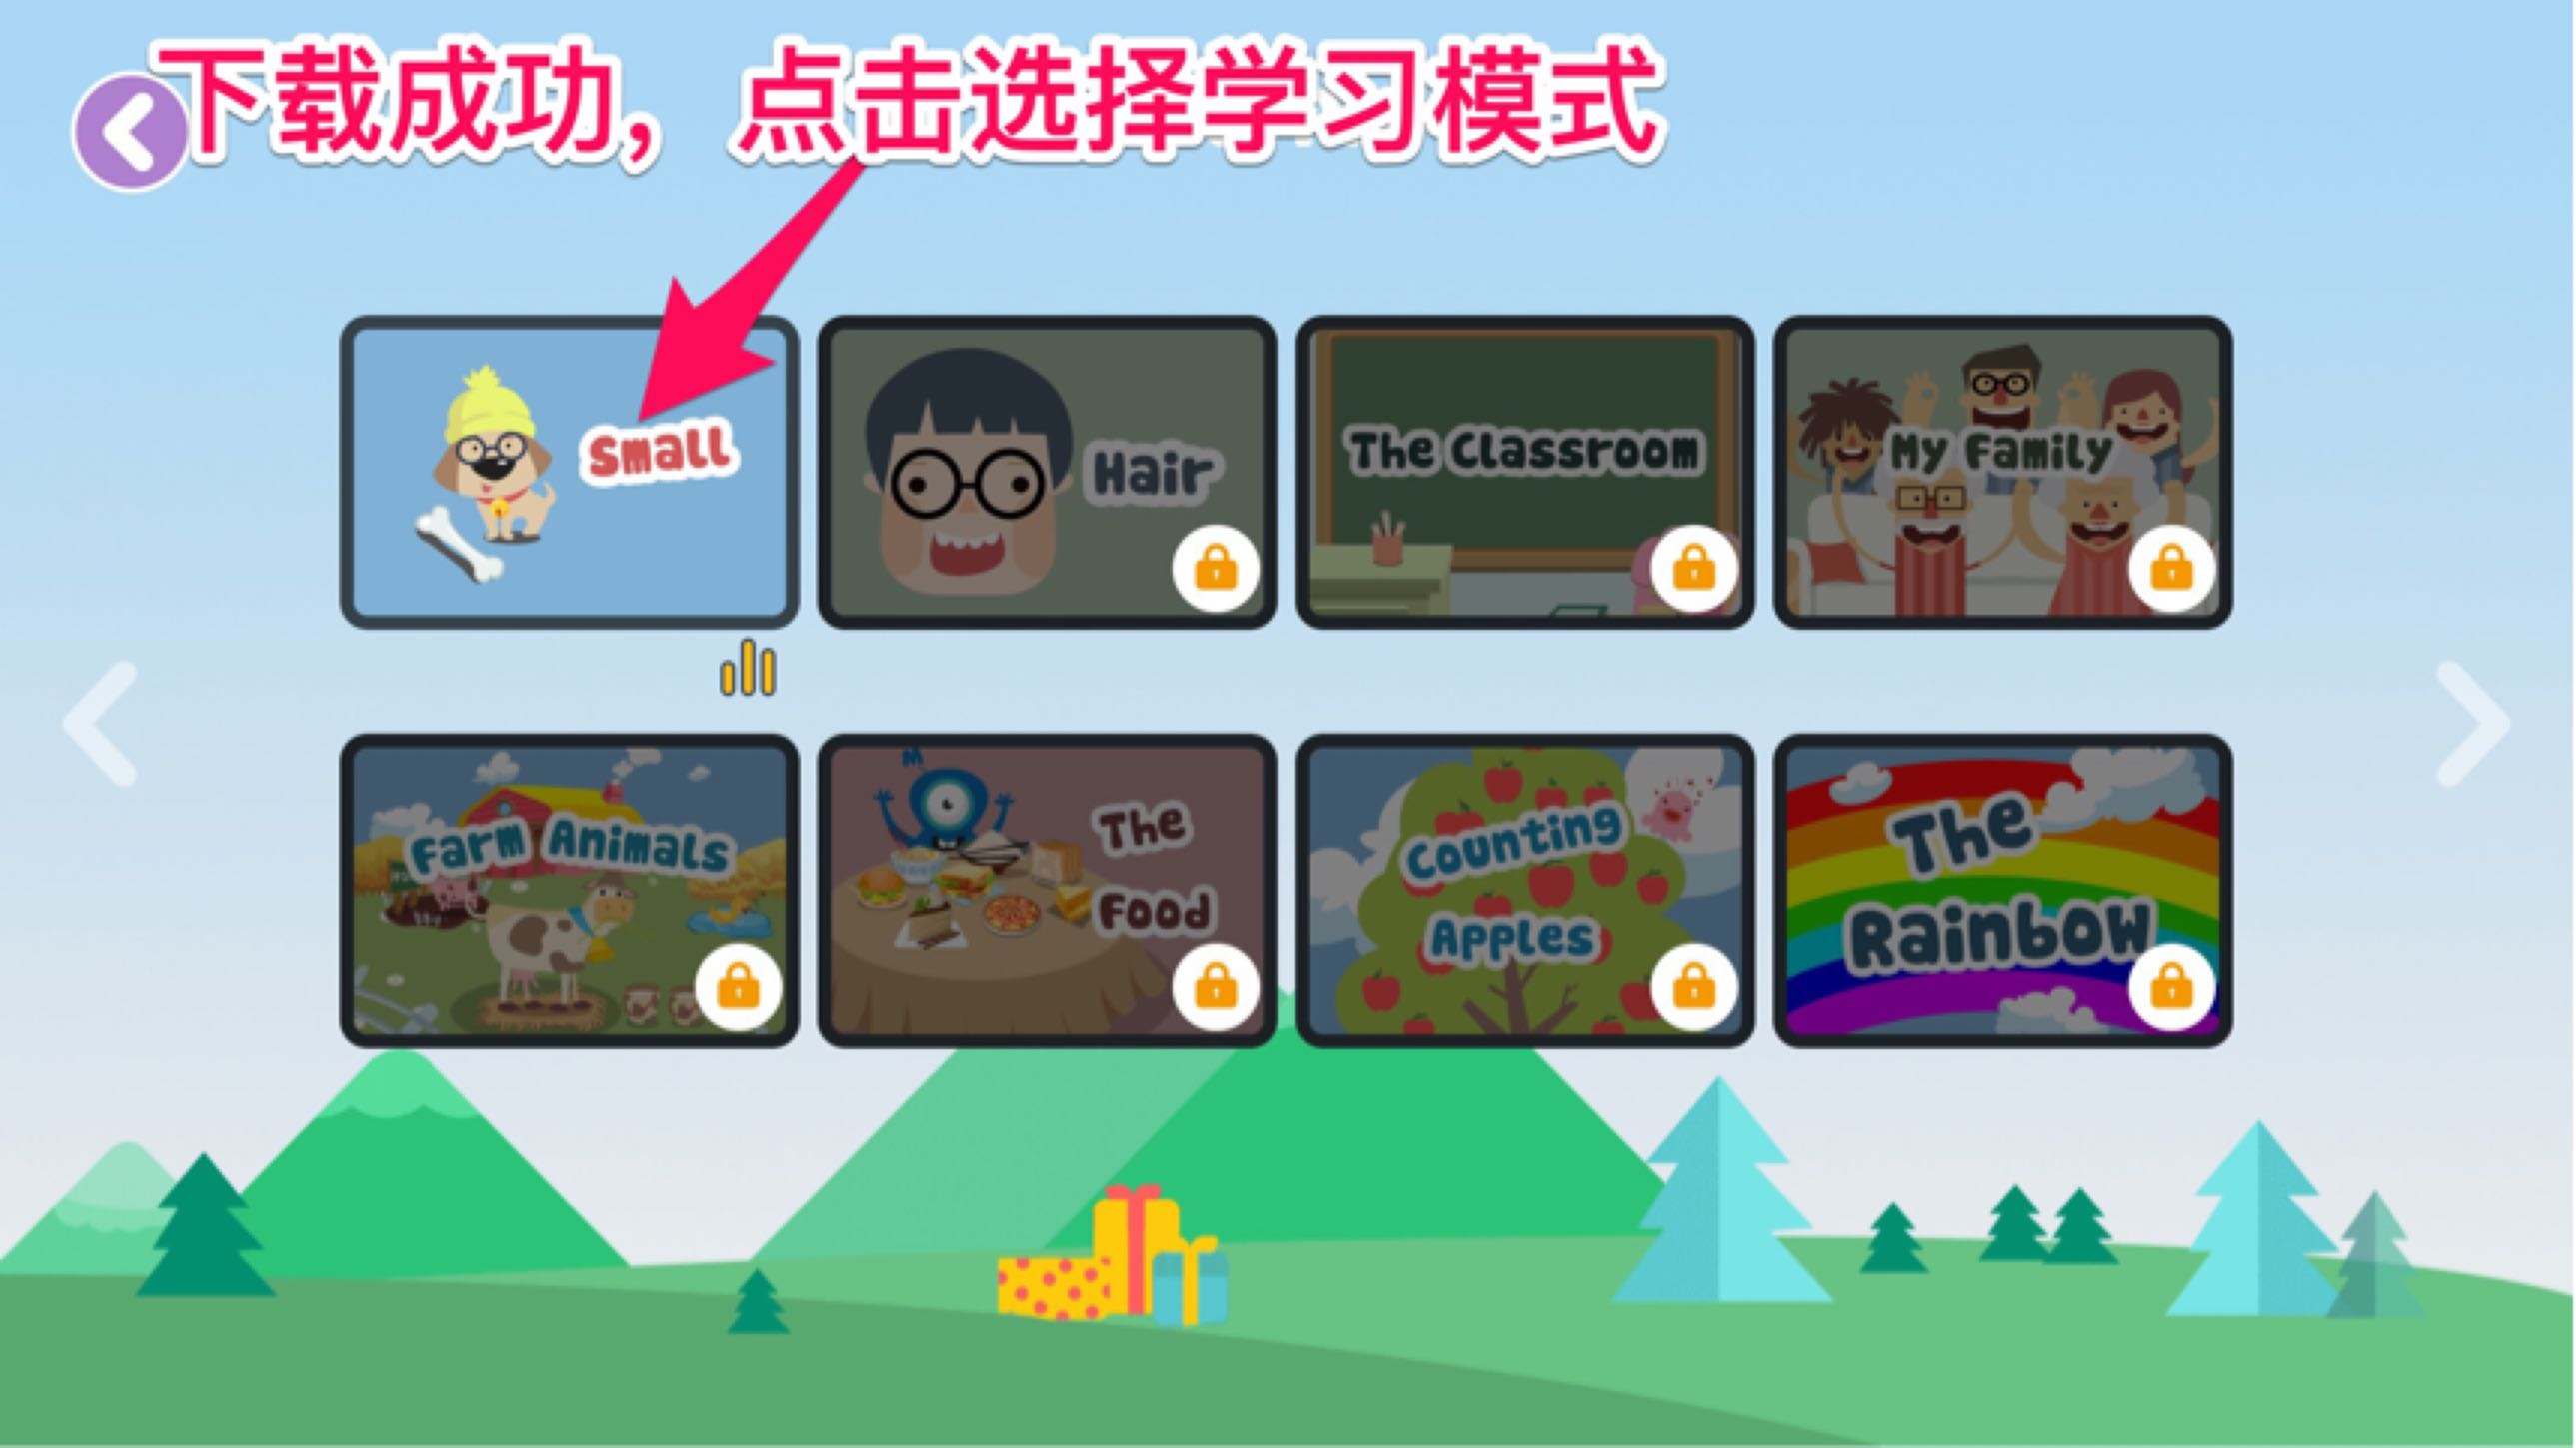 下载成功，点击选择学习模式
Small
Hair
The Classroom
My Family
Farm Animals
The
Food
Counting
Apples
The
Rainbow